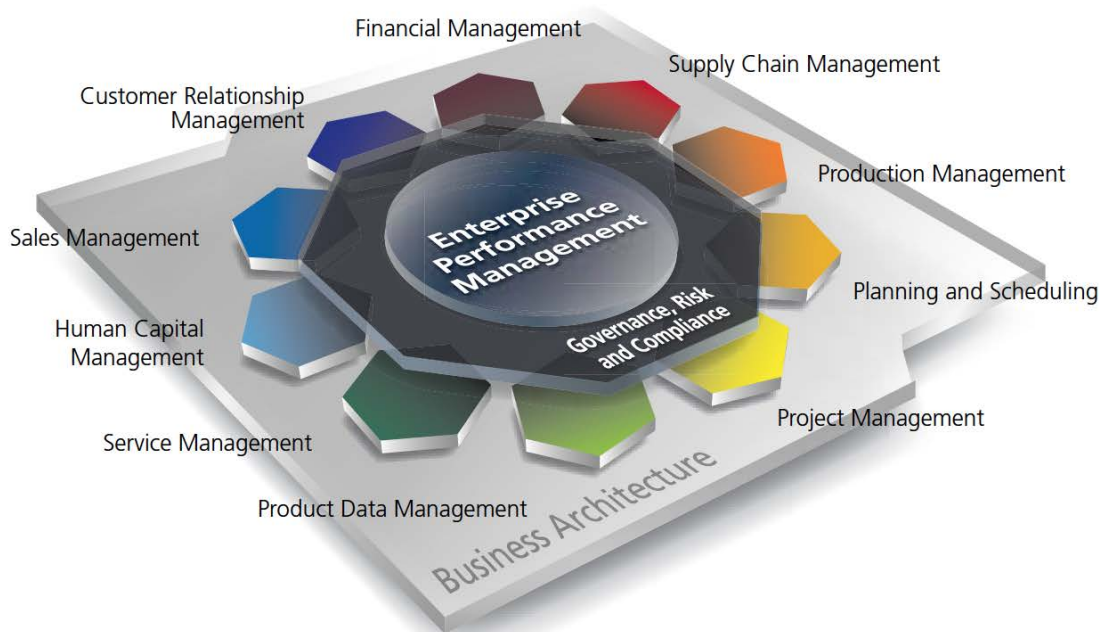 Financial Management
Supply Chain Management
Customer Relationship
Management
Production Management
Enterprise
Performance
Management
Sales Management
Planning and Scheduling
Governance, Risk
and Compliance
Human Capital
Management
Project Management
Service Management
Product Data Management
Business Architecture